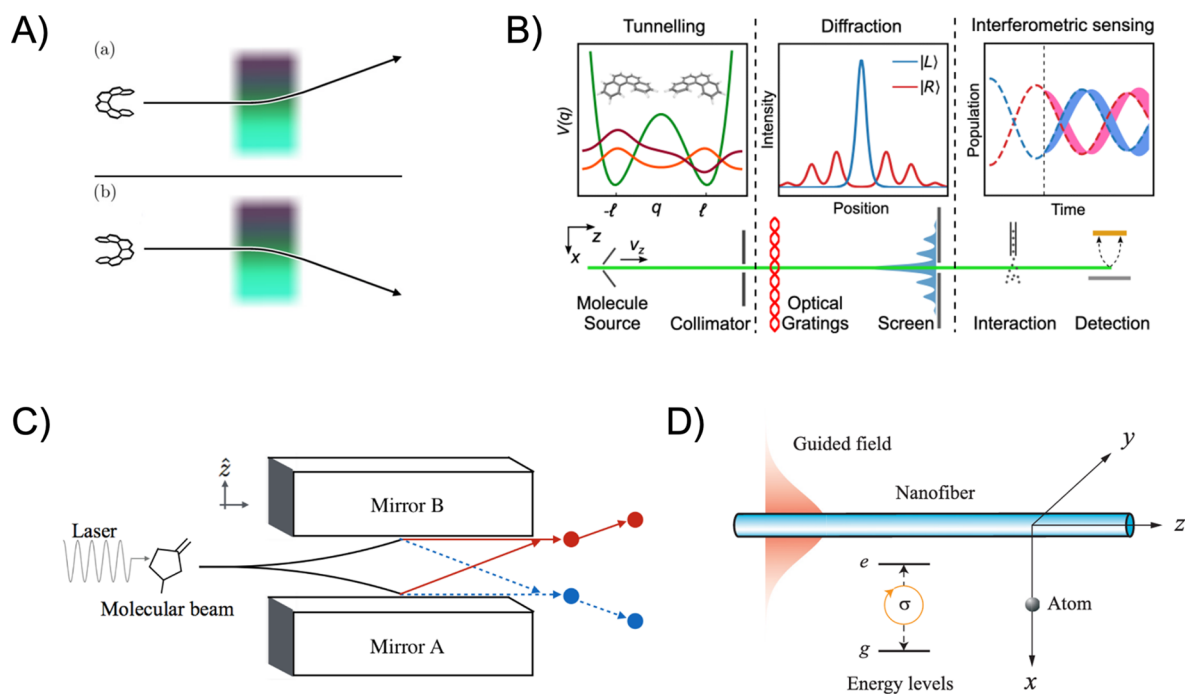 A)
(a)
(b)
B)
Tunnelling
Diffraction
Interferometric sensing
V(q)
-ℓ
q
ℓ
Intensity
|L⟩
|R⟩
Position
Population
Time
z
x
v_z
Molecule
Source
Collimator
Optical
Gratings
Screen
Interaction
Detection
C)
ẑ
Laser
Molecular beam
Mirror B
Mirror A
D)
Guided field
Nanofiber
y
z
x
Atom
e
σ
g
Energy levels